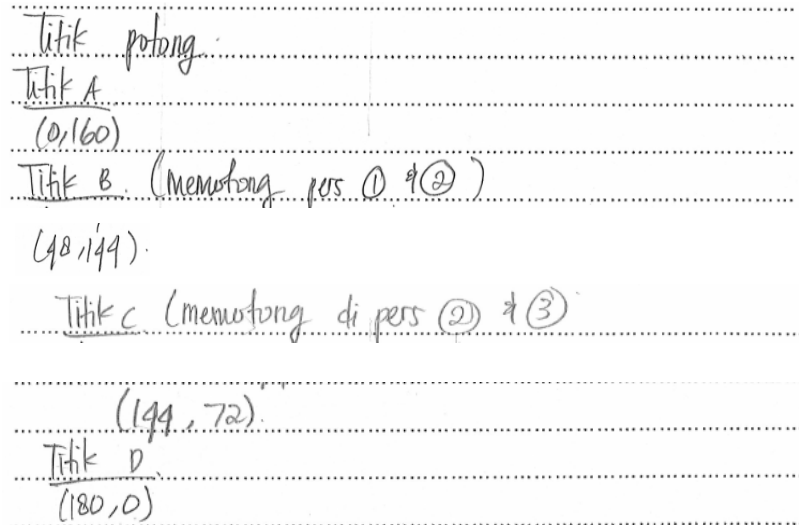 Titik potong.
Titik A
(0,160)
Titik B. (memotong pers ① & ②)
(48,144).
Titik C (memotong di pers ② & ③
(144, 72).
Titik D.
(180,0)